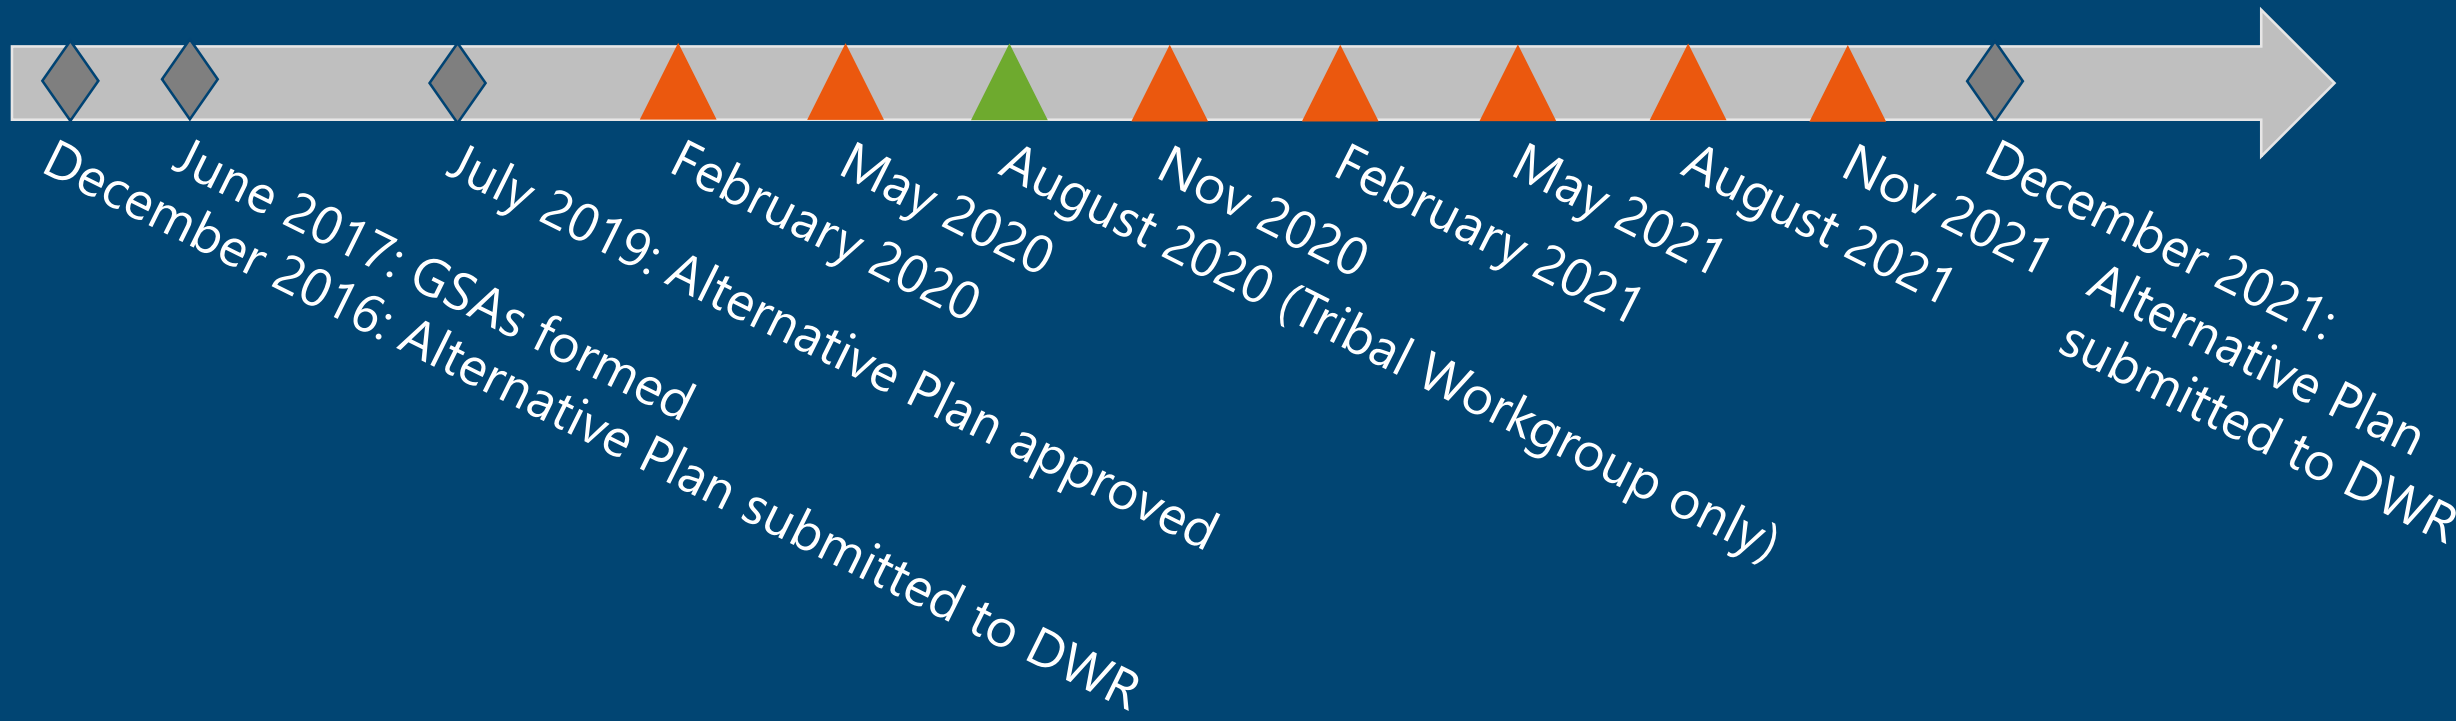 December 2016: Alternative Plan submitted to DWR
June 2017: GSAs formed
July 2019: Alternative Plan approved
February 2020
May 2020
August 2020 (Tribal Workgroup only)
Nov 2020
February 2021
May 2021
August 2021
Nov 2021
December 2021:
Alternative Plan
submitted to DWR